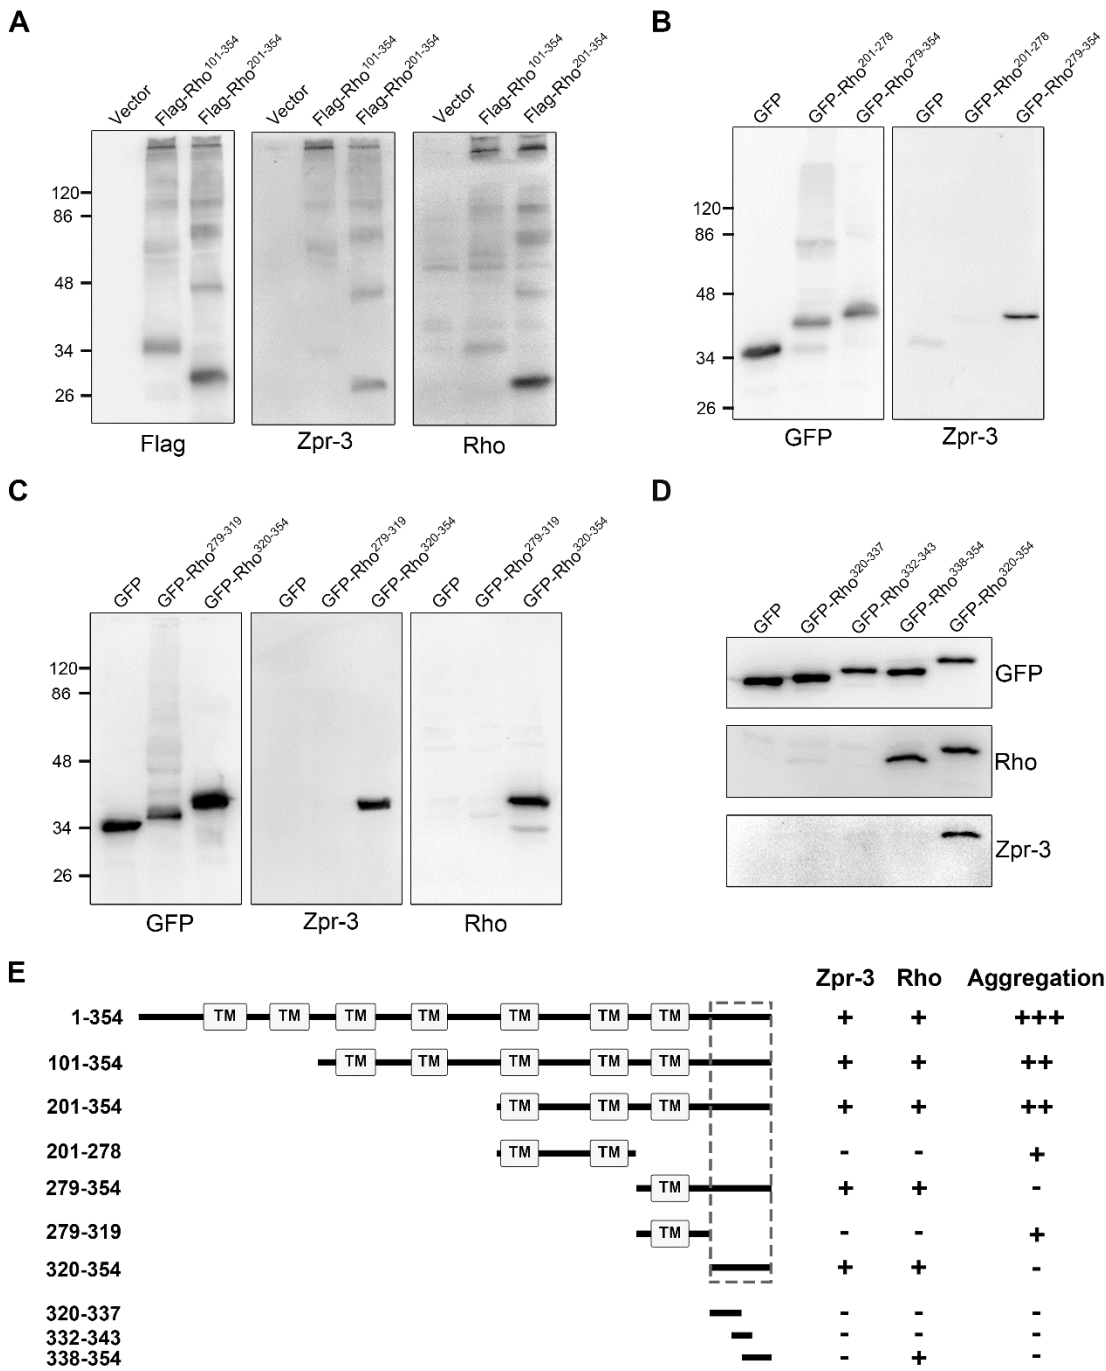 A
Vector
Flag-Rho101-354
Flag-Rho201-354
Vector
Flag-Rho101-354
Flag-Rho201-354
Vector
Flag-Rho101-354
Flag-Rho201-354
120
86
48
34
26
Flag
Zpr-3
Rho
B
GFP
GFP-Rho201-278
GFP-Rho279-354
GFP
GFP-Rho201-278
GFP-Rho279-354
120
86
48
34
26
GFP
Zpr-3
C
GFP
GFP-Rho279-319
GFP-Rho320-354
GFP
GFP-Rho279-319
GFP-Rho320-354
GFP
GFP-Rho279-319
GFP-Rho320-354
120
86
48
34
26
GFP
Zpr-3
Rho
D
GFP
GFP-Rho320-337
GFP-Rho332-343
GFP-Rho338-354
GFP-Rho320-354
GFP
Rho
Zpr-3
E
Zpr-3 Rho Aggregation
1-354 TM TM TM TM TM TM TM + + +++
101-354 TM TM TM TM TM + + ++
201-354 TM TM TM + + ++
201-278 TM TM - - +
279-354 TM + + -
279-319 TM - - +
320-354 + + -
320-337 - - -
332-343 - - -
338-354 - + -